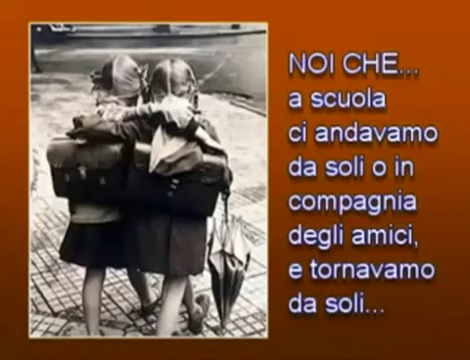 NOI CHE...
a scuola
ci andavamo
da soli o in
compagnia
degli amici,
e tornavamo
da soli...